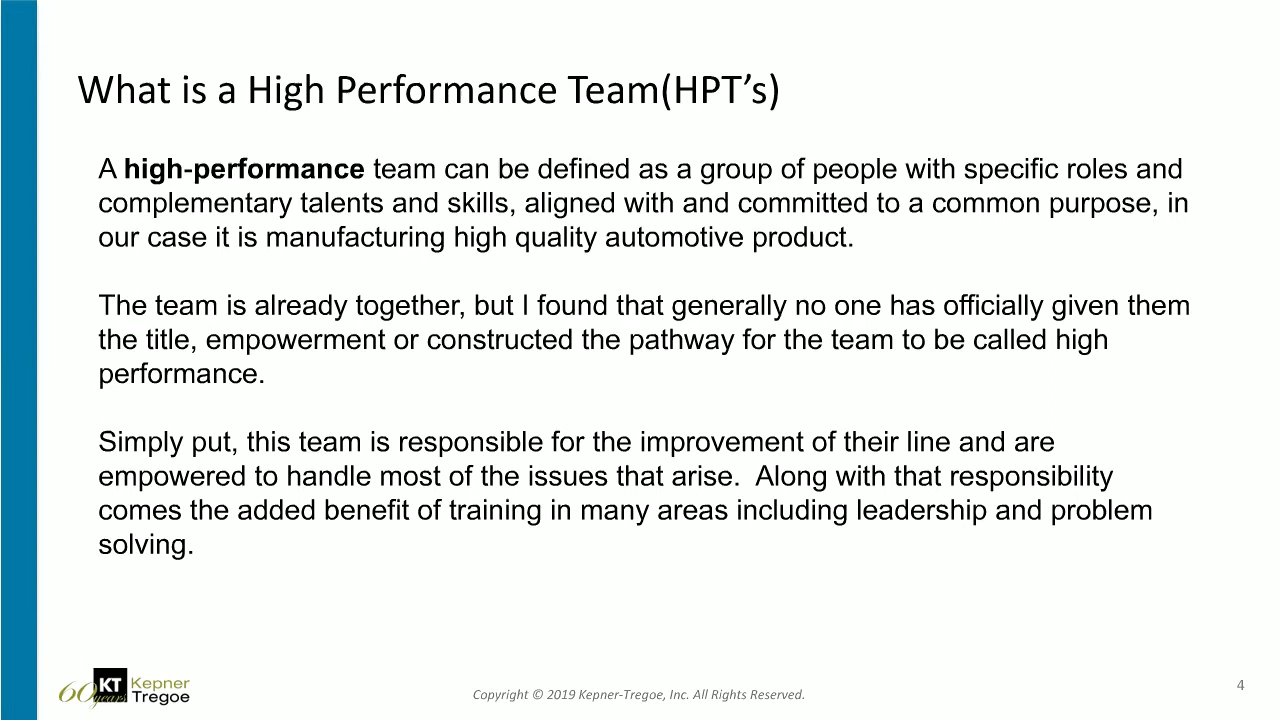 What is a High Performance Team(HPT’s)
A high-performance team can be defined as a group of people with specific roles and
complementary talents and skills, aligned with and committed to a common purpose, in
our case it is manufacturing high quality automotive product.
The team is already together, but I found that generally no one has officially given them
the title, empowerment or constructed the pathway for the team to be called high
performance.
Simply put, this team is responsible for the improvement of their line and are
empowered to handle most of the issues that arise.  Along with that responsibility
comes the added benefit of training in many areas including leadership and problem
solving.
60 years KT Kepner
Tregoe
Copyright © 2019 Kepner-Tregoe, Inc. All Rights Reserved.
4